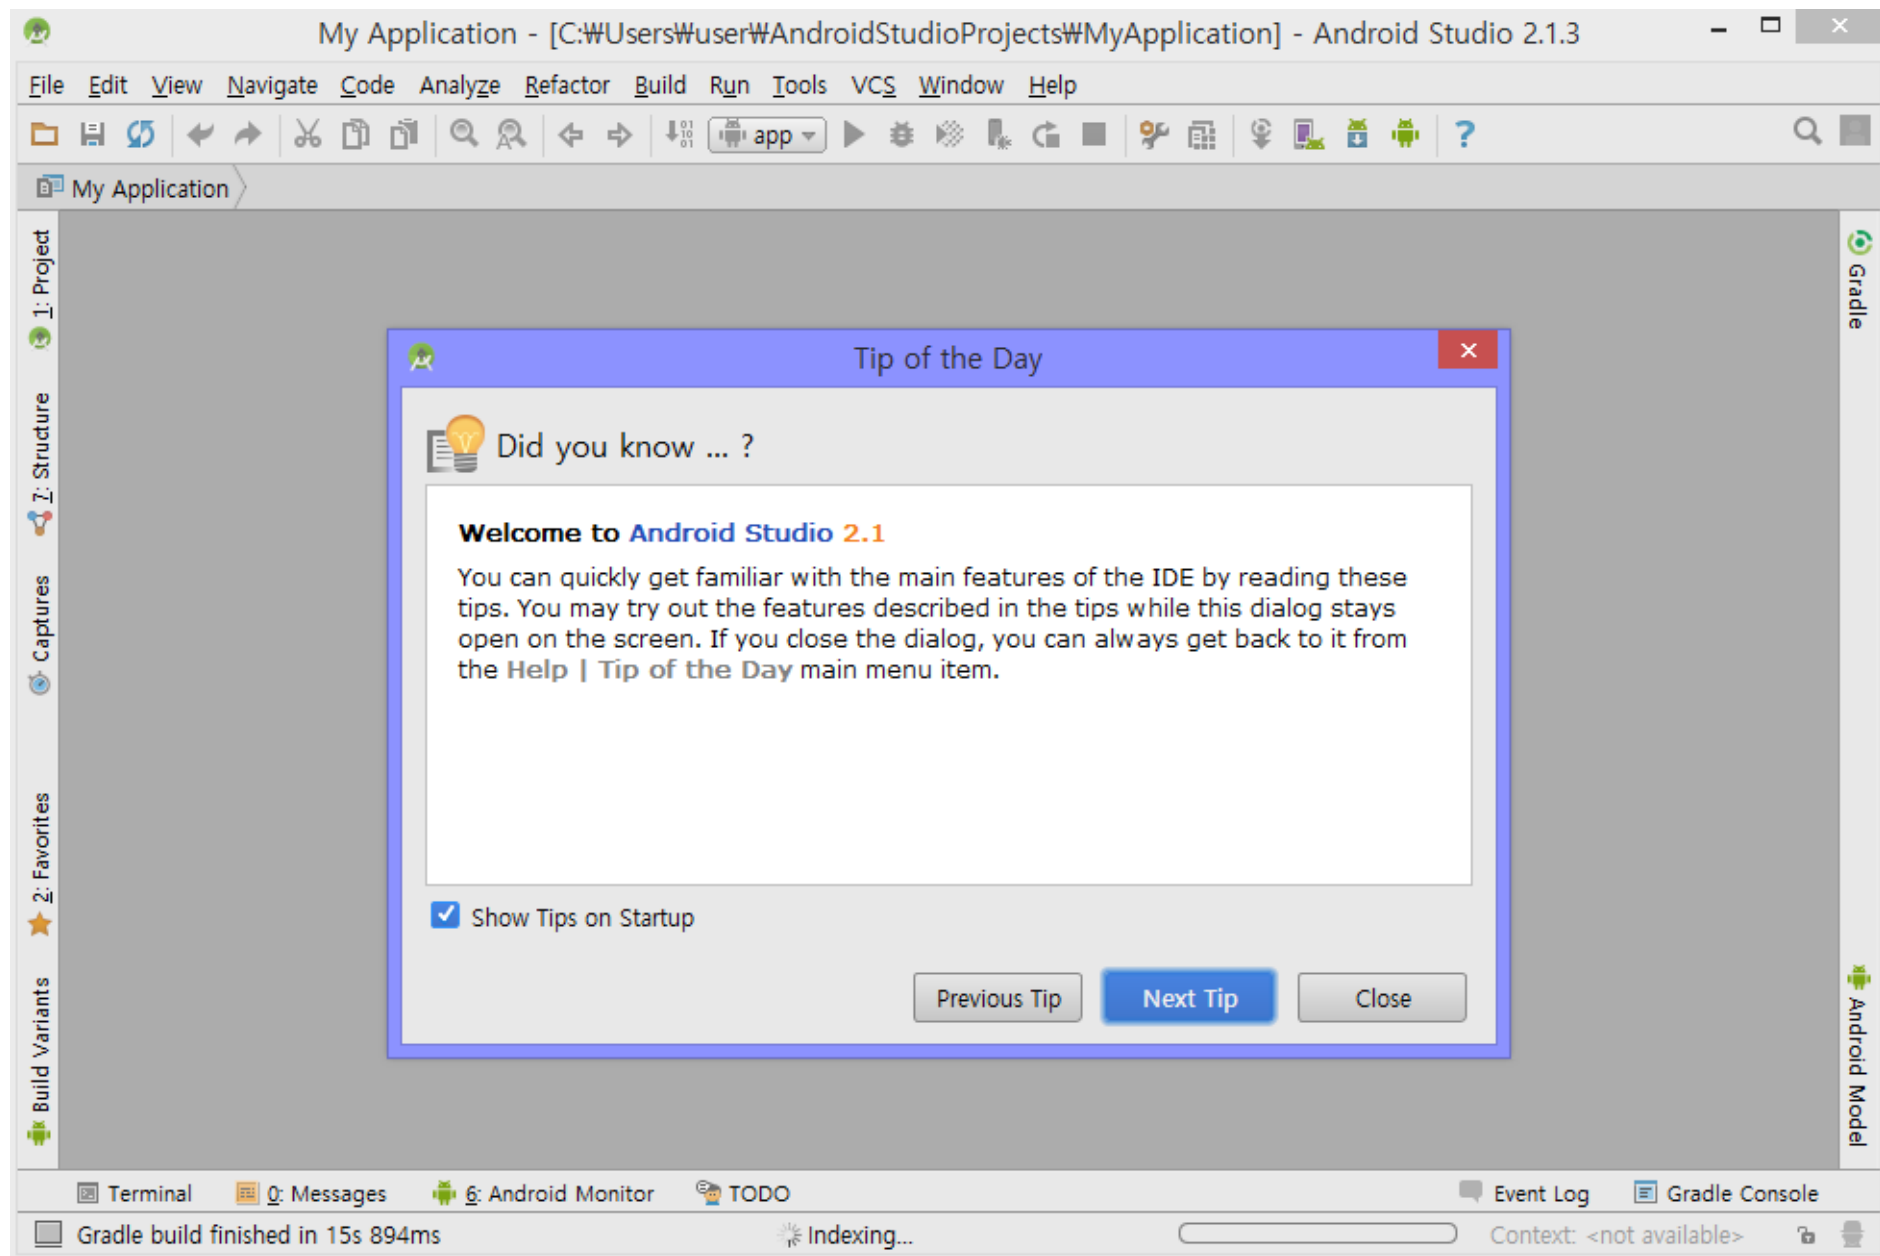 My Application - [C:₩Users₩user₩AndroidStudioProjects₩MyApplication] - Android Studio 2.1.3
File Edit View Navigate Code Analyze Refactor Build Run Tools VCS Window Help
app
My Application
1: Project
7: Structure
Captures
2: Favorites
Build Variants
Gradle
Android Model
Tip of the Day
Did you know ... ?
Welcome to Android Studio 2.1
You can quickly get familiar with the main features of the IDE by reading these
tips. You may try out the features described in the tips while this dialog stays
open on the screen. If you close the dialog, you can always get back to it from
the Help | Tip of the Day main menu item.
Show Tips on Startup
Previous Tip Next Tip Close
Terminal 0: Messages 6: Android Monitor TODO Event Log Gradle Console
Gradle build finished in 15s 894ms Indexing... Context: <not available>